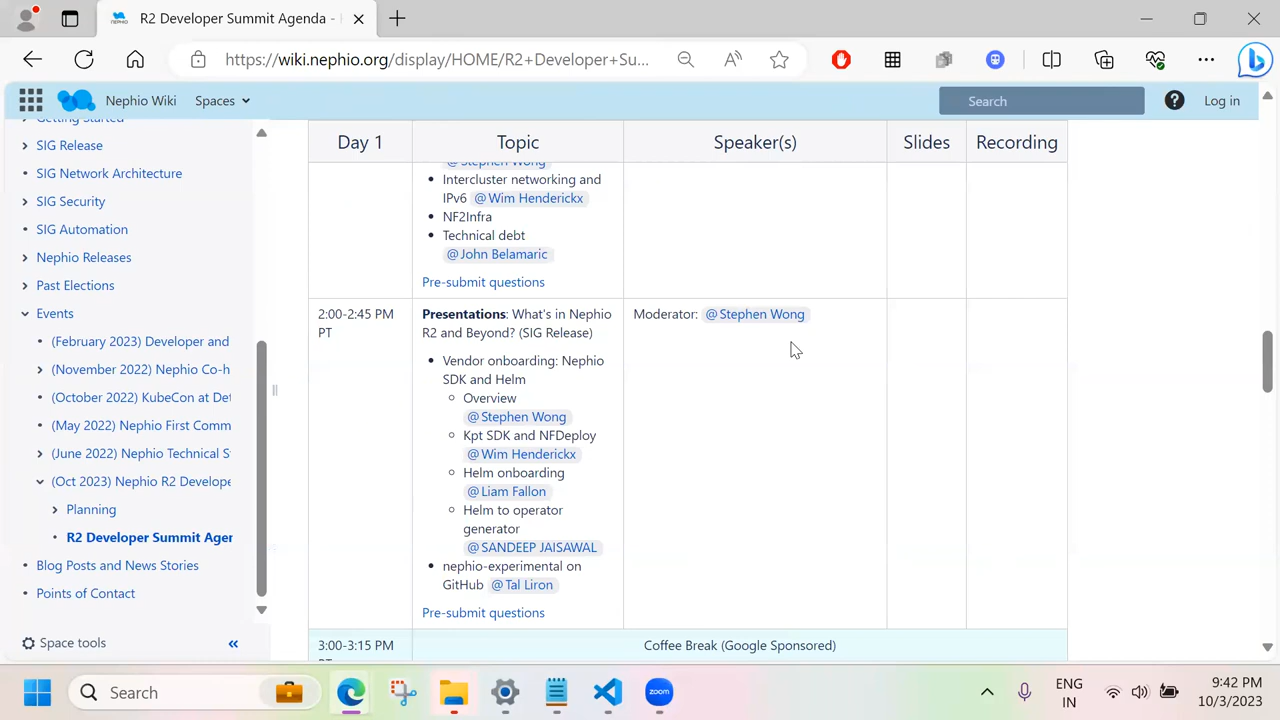 R2 Developer Summit Agenda -
https://wiki.nephio.org/display/HOME/R2+Developer+Su...
Nephio Wiki
Spaces
Search
Log in
Getting Started
SIG Release
SIG Network Architecture
SIG Security
SIG Automation
Nephio Releases
Past Elections
Events
(February 2023) Developer and
(November 2022) Nephio Co-h
(October 2022) KubeCon at Det
(May 2022) Nephio First Comm
(June 2022) Nephio Technical S
(Oct 2023) Nephio R2 Develope
Planning
R2 Developer Summit Agen
Blog Posts and News Stories
Points of Contact
Space tools
Day 1 Topic Speaker(s) Slides Recording
@Stephen Wong
Intercluster networking and
IPv6 @Wim Henderickx
NF2Infra
Technical debt
@John Belamaric
Pre-submit questions
2:00-2:45 PM
PT
Presentations: What's in Nephio
R2 and Beyond? (SIG Release)
Vendor onboarding: Nephio
SDK and Helm
Overview
@Stephen Wong
Kpt SDK and NFDeploy
@Wim Henderickx
Helm onboarding
@Liam Fallon
Helm to operator
generator
@SANDEEP JAISAWAL
nephio-experimental on
GitHub @Tal Liron
Pre-submit questions
Moderator: @Stephen Wong
3:00-3:15 PM
Coffee Break (Google Sponsored)
Search
zoom
ENG
IN
9:42 PM
10/3/2023